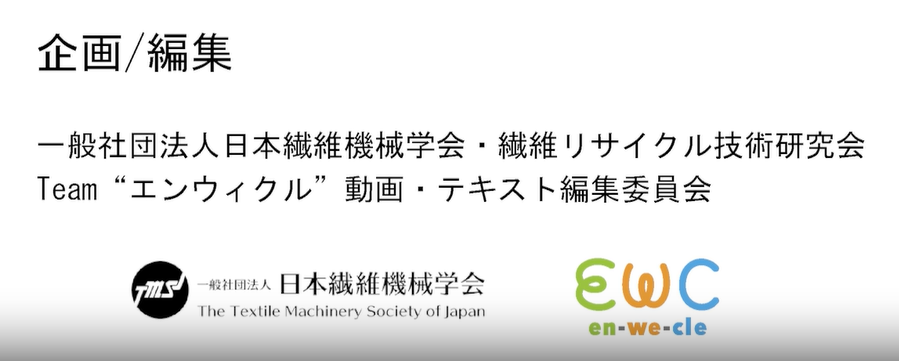 企画/編集
一般社団法人日本繊維機械学会・繊維リサイクル技術研究会
Team“エンウィクル”動画・テキスト編集委員会
TMSJ
一般社団法人 日本繊維機械学会
The Textile Machinery Society of Japan
EWC
en-we-cle